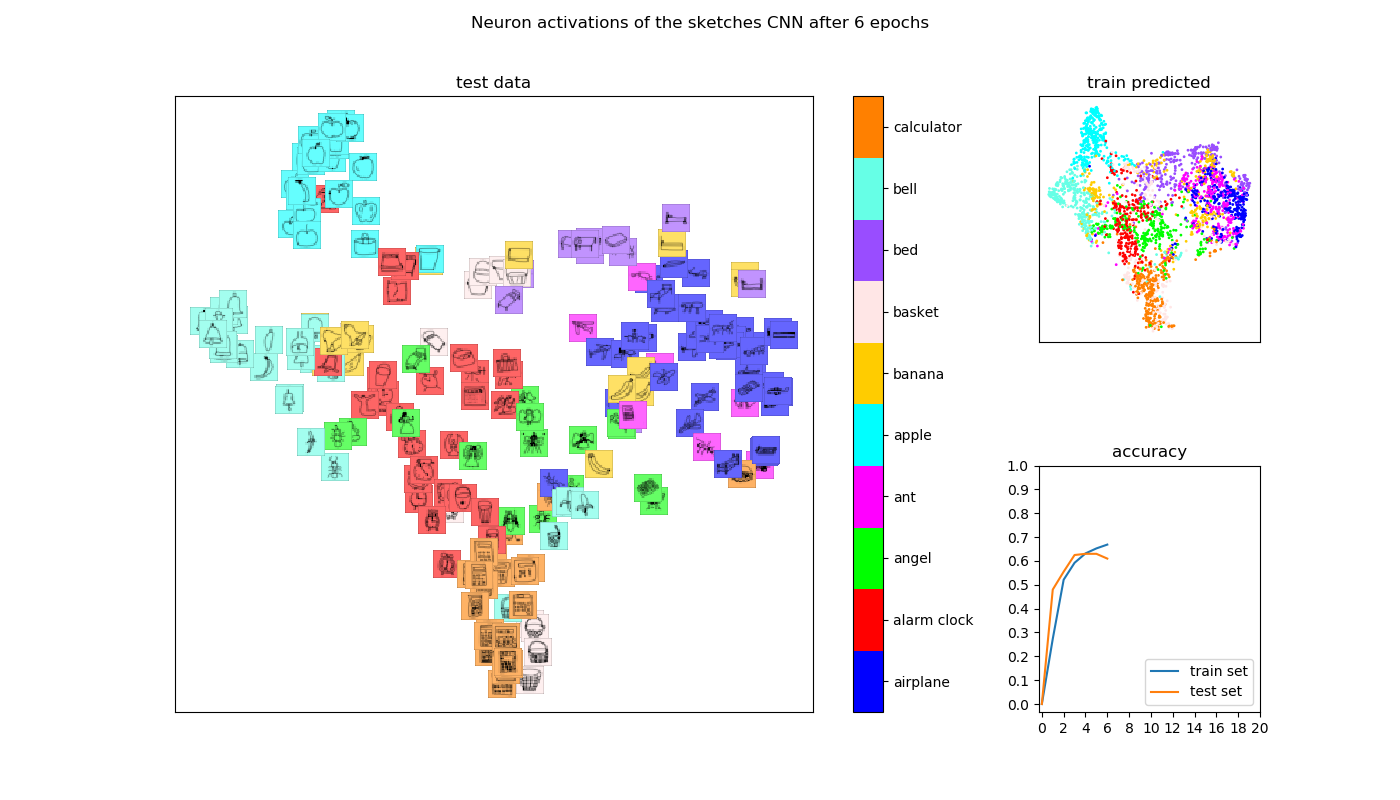 Neuron activations of the sketches CNN after 6 epochs
test data
calculator
bell
bed
basket
banana
apple
ant
angel
alarm clock
airplane
train predicted
accuracy
1.0
0.9
0.8
0.7
0.6
0.5
0.4
0.3
0.2
0.1
0.0
train set
test set
0 2 4 6 8 10 12 14 16 18 20